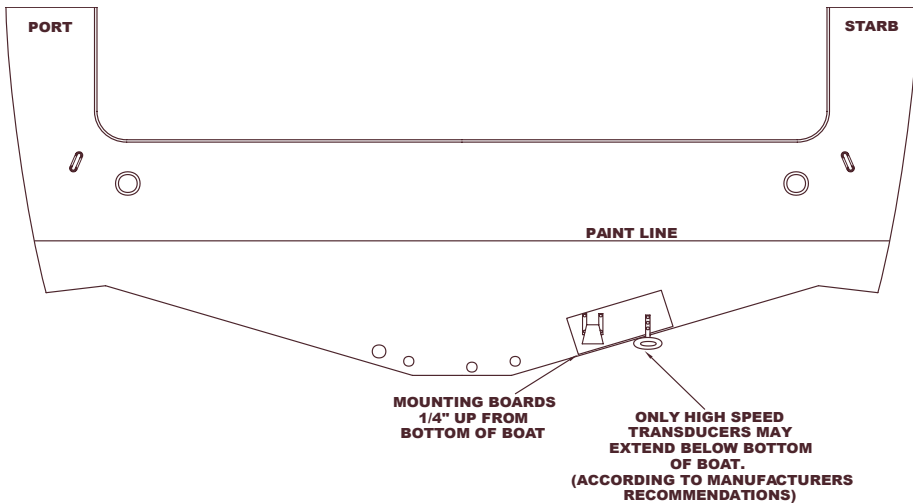 PORT
STARB
PAINT LINE
MOUNTING BOARDS
1/4" UP FROM
BOTTOM OF BOAT
ONLY HIGH SPEED
TRANSDUCERS MAY
EXTEND BELOW BOTTOM
OF BOAT.
(ACCORDING TO MANUFACTURERS
RECOMMENDATIONS)